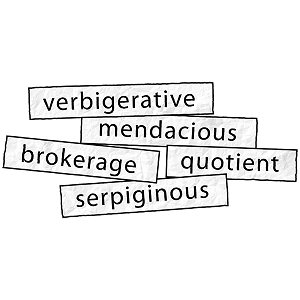 verbigerative
mendacious
brokerage
quotient
serpiginous